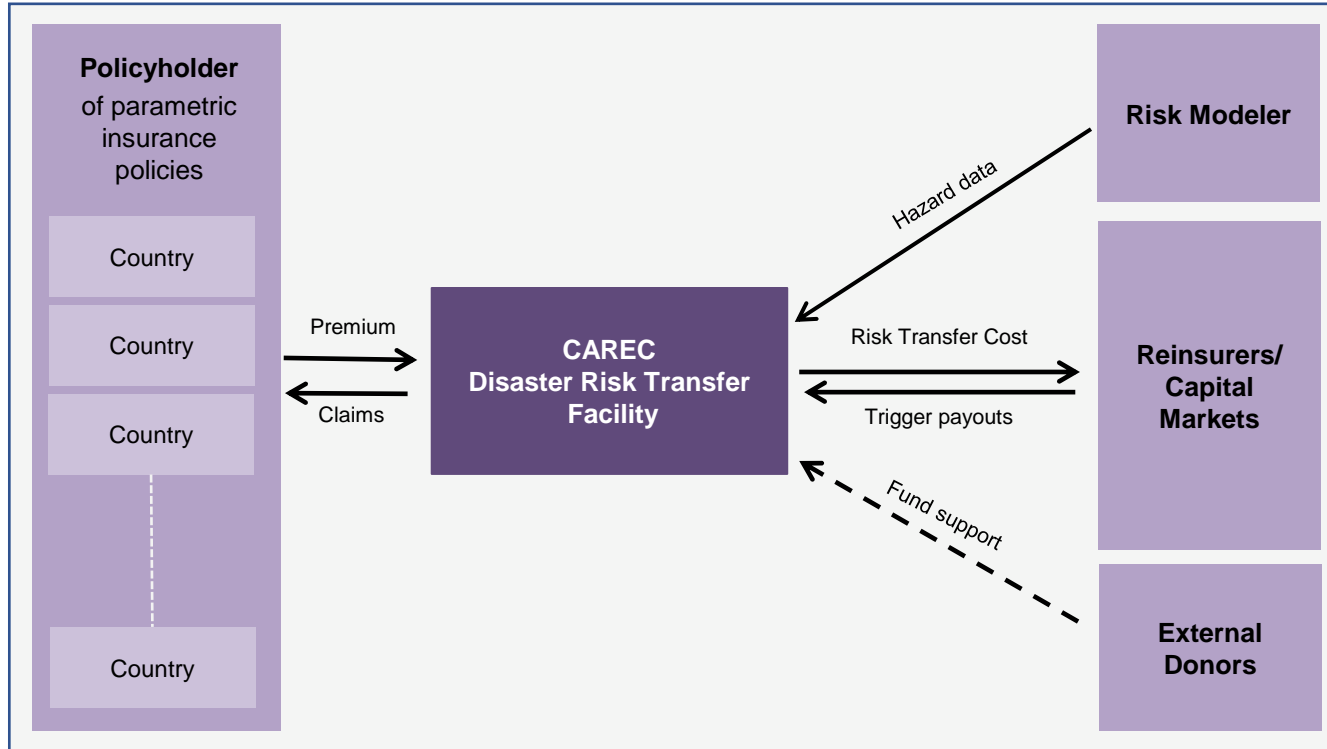 Policyholder
of parametric
insurance
policies
Country
Country
Country
Country
Premium
Claims
CAREC
Disaster Risk Transfer
Facility
Hazard data
Risk Transfer Cost
Trigger payouts
Fund support
Risk Modeler
Reinsurers/
Capital
Markets
External
Donors